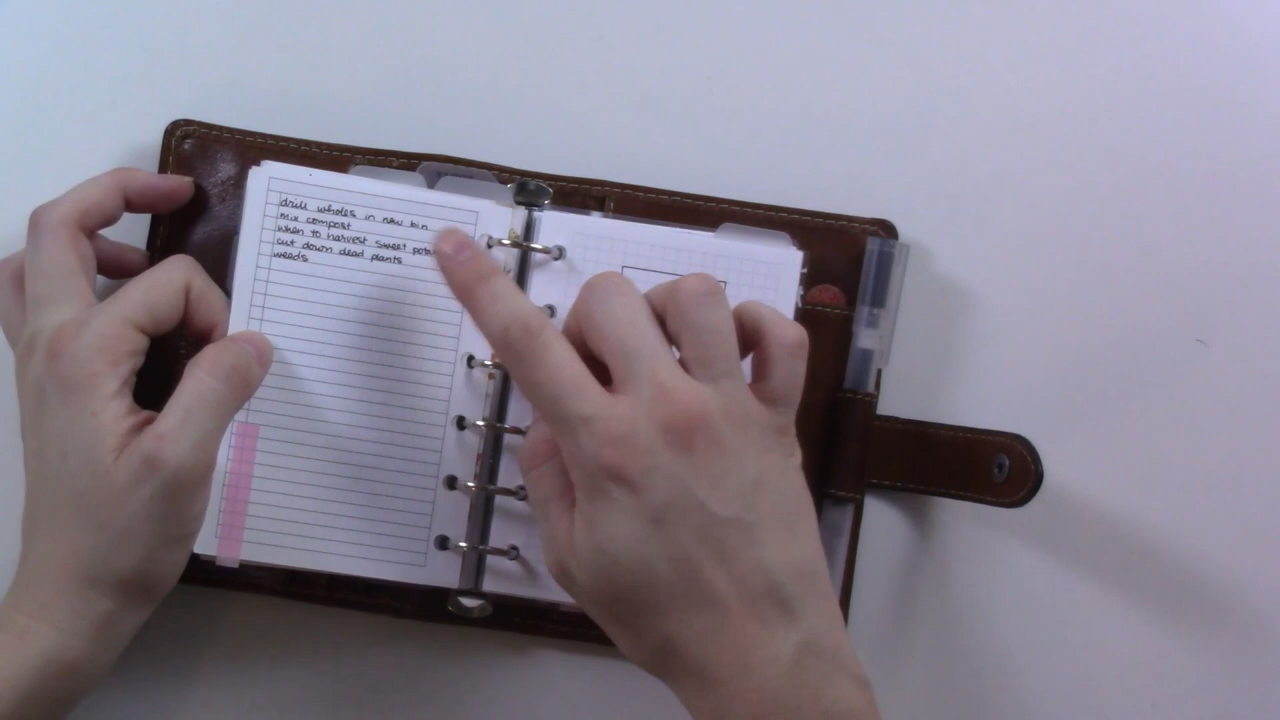 drill wholes in new bin
mix compost
when to harvest sweet
cut down dead plants
weeds